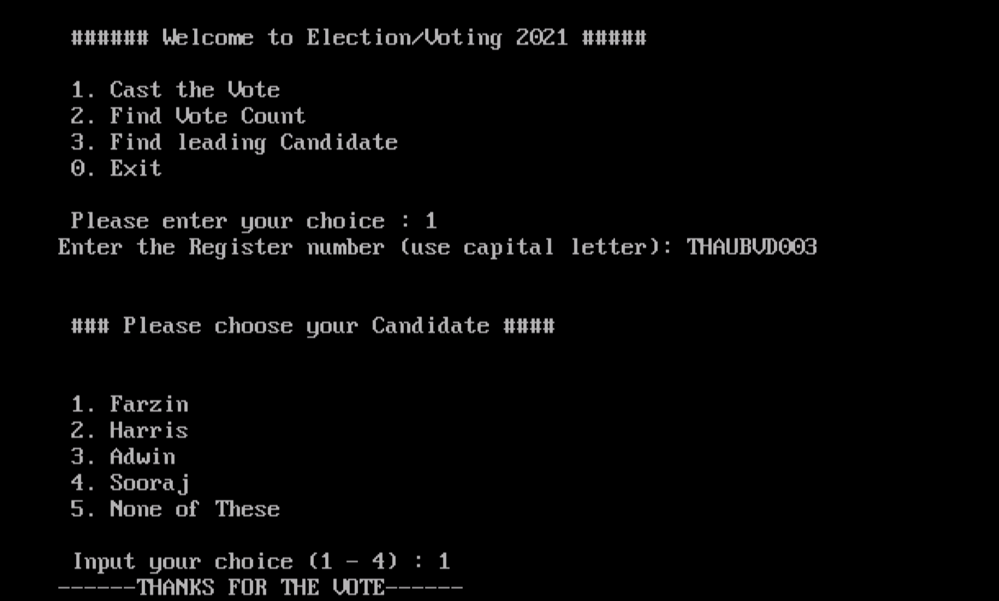 ###### Welcome to Election/Voting 2021 #####
1. Cast the Vote
2. Find Vote Count
3. Find leading Candidate
0. Exit
Please enter your choice : 1
Enter the Register number (use capital letter): THAUBVD003
### Please choose your Candidate ####
1. Farzin
2. Harris
3. Adwin
4. Sooraj
5. None of These
Input your choice (1 - 4) : 1
------THANKS FOR THE VOTE------